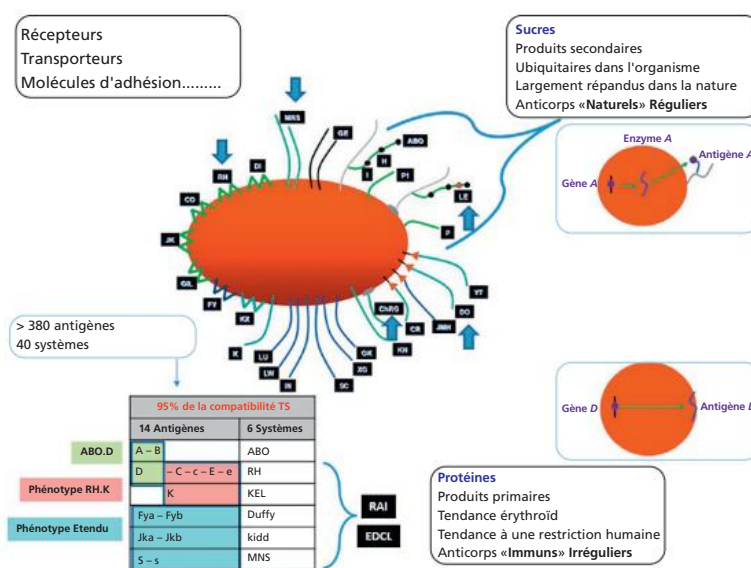 Récepteurs
Transporteurs
Molécules d'adhésion.........
Sucres
Produits secondaires
Ubiquitaires dans l'organisme
Largement répandus dans la nature
Anticorps «Naturels» Réguliers
MNS
GE
ABO
H
I
DI
RH
P1
LE
CO
P
JK
GIL
FY
KX
YT
DO
ChRG
JMH
CR
KH
K
LU
LW
IN
SC
XG
OK
Enzyme A
Antigène A
Gène A
> 380 antigènes
40 systèmes
95% de la compatibilité TS
14 Antigènes 6 Systèmes
ABO.D
A – B ABO
D – C – c – E – e RH
Phénotype RH.K
K KEL
Phénotype Etendu
Fya – Fyb Duffy
Jka – Jkb kidd
S – s MNS
RAI
EDCL
Gène D
Antigène D
Protéines
Produits primaires
Tendance érythroïd
Tendance à une restriction humaine
Anticorps «Immuns» Irréguliers